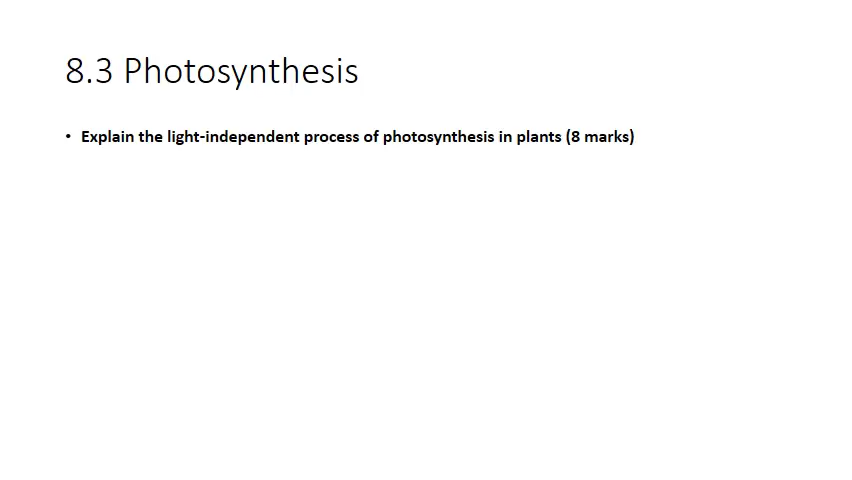 8.3 Photosynthesis
• Explain the light-independent process of photosynthesis in plants (8 marks)